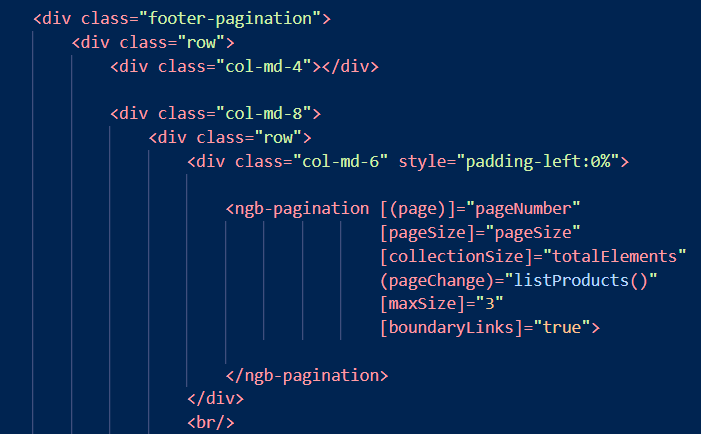 <div class="footer-pagination">
<div class="row">
<div class="col-md-4"></div>
<div class="col-md-8">
<div class="row">
<div class="col-md-6" style="padding-left:0%">
<ngb-pagination [(page)]="pageNumber"
[pageSize]="pageSize"
[collectionSize]="totalElements"
(pageChange)="listProducts()"
[maxSize]="3"
[boundaryLinks]="true">
</ngb-pagination>
</div>
<br/>